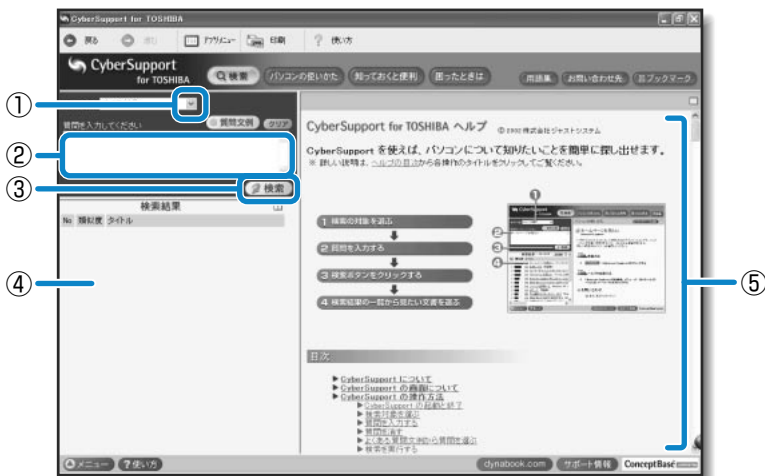 CyberSupport for TOSHIBA
戻る 進む アプリメニュー 印刷 ? 使い方
CyberSupport
for TOSHIBA
検索 パソコンの使いかた 知っておくと便利 困ったときは 用語集 お問い合わせ先 ブックマーク
①
質問を入力してください 質問文例 クリア
②
③ 検索
検索結果
No 類似度 タイトル
④
CyberSupport for TOSHIBA ヘルプ © 2002 株式会社ジャストシステム
CyberSupport を使えば、パソコンについて知りたいことを簡単に探し出せます。
※ 詳しい説明は、ヘルプの目次から各操作のタイトルをクリックしてご覧ください。
1 検索の対象を選ぶ
2 質問を入力する
3 検索ボタンをクリックする
4 検索結果の一覧から見たい文書を選ぶ
⑤
目次
▶CyberSupport について
▶CyberSupport の画面について
▶CyberSupport の操作方法
▶CyberSupport の起動と終了
▶検索対象を選ぶ
▶質問を入力する
▶質問を消す
▶よくある質問文例から質問を選ぶ
▶検索を実行する
メニュー ?使い方 dynabook.com サポート情報 ConceptBase